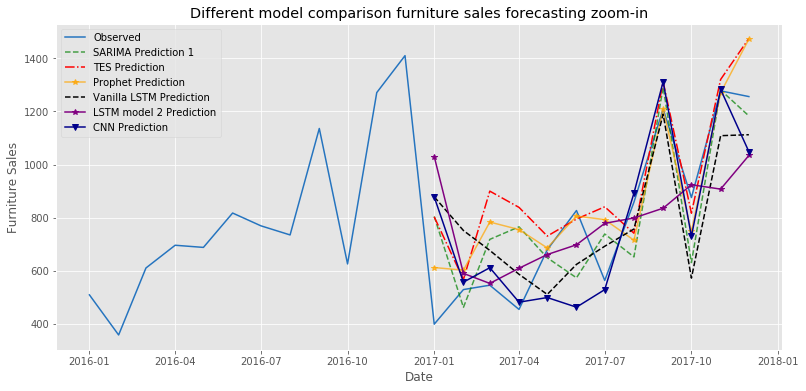 Different model comparison furniture sales forecasting zoom-in
Observed
SARIMA Prediction 1
TES Prediction
Prophet Prediction
Vanilla LSTM Prediction
LSTM model 2 Prediction
CNN Prediction
Furniture Sales
1400
1200
1000
800
600
400
2016-01 2016-04 2016-07 2016-10 2017-01 2017-04 2017-07 2017-10 2018-01
Date